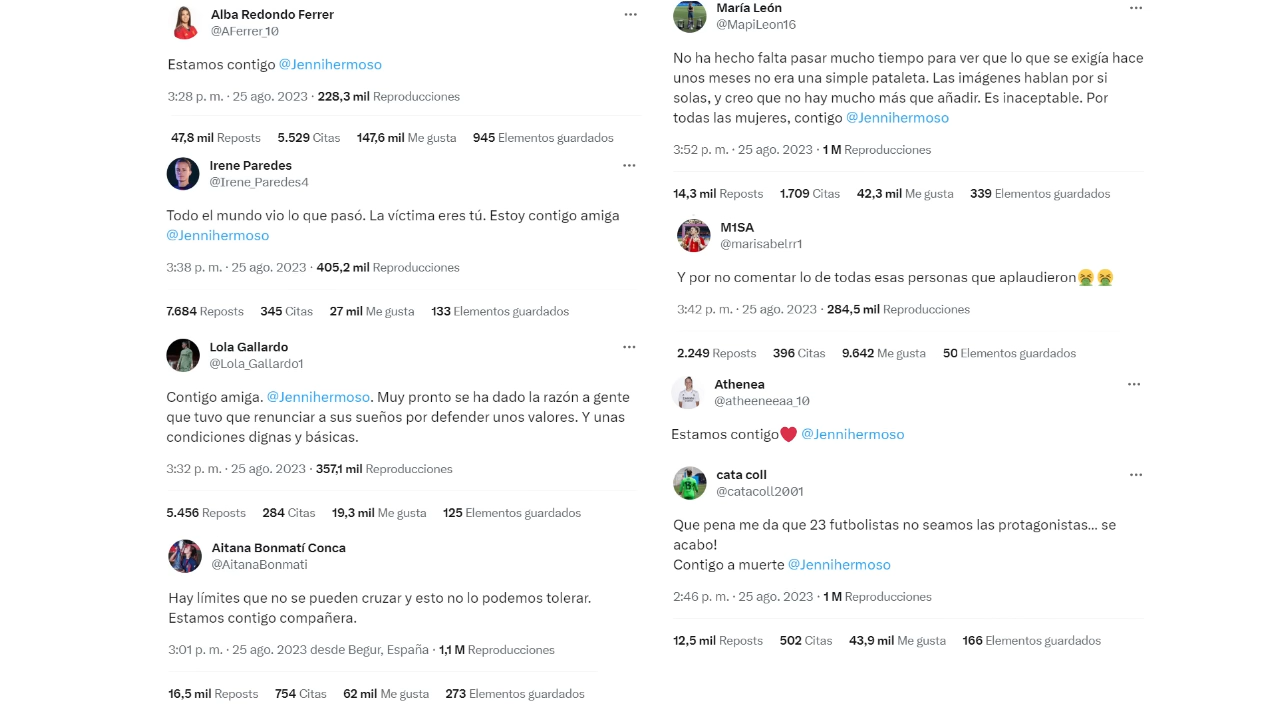 Alba Redondo Ferrer
@AFerrer_10
Estamos contigo @Jennihermoso
3:28 p. m. · 25 ago. 2023 · 228,3 mil Reproducciones
47,8 mil Reposts 5.529 Citas 147,6 mil Me gusta 945 Elementos guardados
Irene Paredes
@Irene_Paredes4
Todo el mundo vio lo que pasó. La víctima eres tú. Estoy contigo amiga
@Jennihermoso
3:38 p. m. · 25 ago. 2023 · 405,2 mil Reproducciones
7.684 Reposts 345 Citas 27 mil Me gusta 133 Elementos guardados
Lola Gallardo
@Lola_Gallardo1
Contigo amiga. @Jennihermoso. Muy pronto se ha dado la razón a gente
que tuvo que renunciar a sus sueños por defender unos valores. Y unas
condiciones dignas y básicas.
3:32 p. m. · 25 ago. 2023 · 357,1 mil Reproducciones
5.456 Reposts 284 Citas 19,3 mil Me gusta 125 Elementos guardados
Aitana Bonmatí Conca
@AitanaBonmati
Hay límites que no se pueden cruzar y esto no lo podemos tolerar.
Estamos contigo compañera.
3:01 p. m. · 25 ago. 2023 desde Begur, España · 1,1 M Reproducciones
16,5 mil Reposts 754 Citas 62 mil Me gusta 273 Elementos guardados
María León
@MapiLeon16
No ha hecho falta pasar mucho tiempo para ver que lo que se exigía hace
unos meses no era una simple pataleta. Las imágenes hablan por si
solas, y creo que no hay mucho más que añadir. Es inaceptable. Por
todas las mujeres, contigo @Jennihermoso
3:52 p. m. · 25 ago. 2023 · 1 M Reproducciones
14,3 mil Reposts 1.709 Citas 42,3 mil Me gusta 339 Elementos guardados
M1SA
@marisabelrr1
Y por no comentar lo de todas esas personas que aplaudieron🤮🤮
3:42 p. m. · 25 ago. 2023 · 284,5 mil Reproducciones
2.249 Reposts 396 Citas 9.642 Me gusta 50 Elementos guardados
Athenea
@atheeneeaa_10
Estamos contigo❤️ @Jennihermoso
cata coll
@catacoll2001
Que pena me da que 23 futbolistas no seamos las protagonistas... se
acabo!
Contigo a muerte @Jennihermoso
2:46 p. m. · 25 ago. 2023 · 1 M Reproducciones
12,5 mil Reposts 502 Citas 43,9 mil Me gusta 166 Elementos guardados